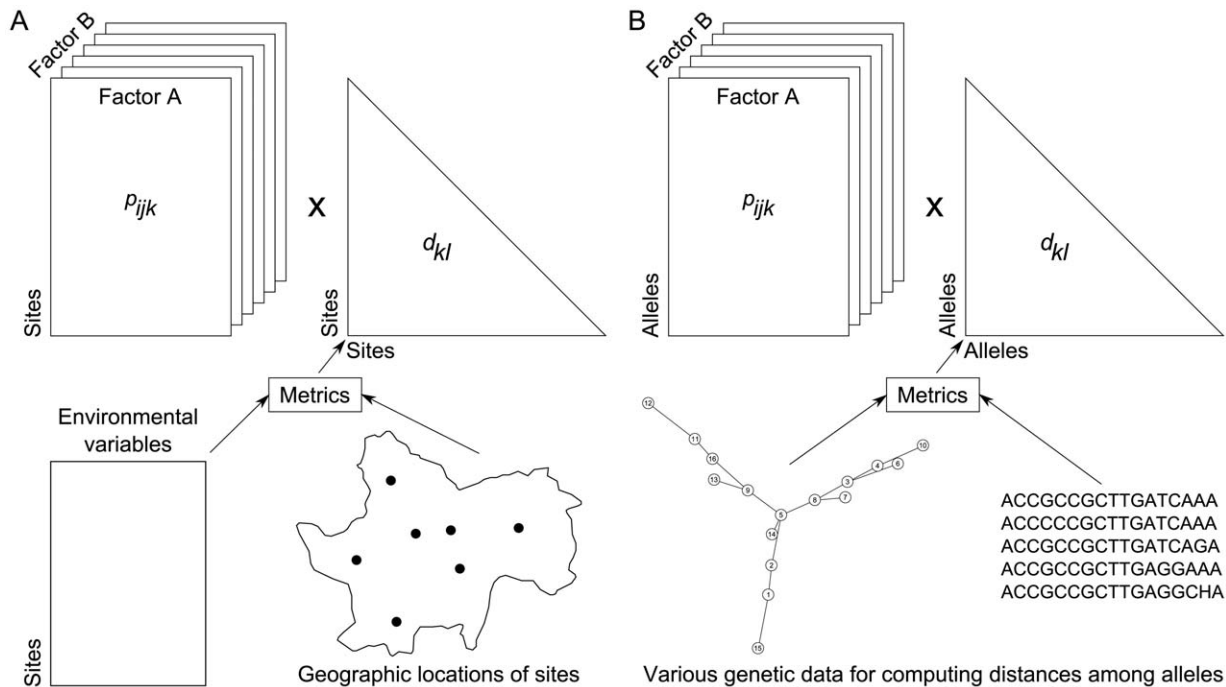 A
Factor B
Factor A
p_ijk
Sites
X
Sites
d_kl
Sites
Metrics
Environmental
variables
Sites
Geographic locations of sites
B
Factor B
Factor A
p_ijk
Alleles
X
Alleles
d_kl
Alleles
Metrics
12
11
16
13
9
5
8
7
3
4
6
10
14
2
1
15
ACCGCCGCTTGATCAAA
ACCCCCGCTTGATCAAA
ACCGCCGCTTGATCAGA
ACCGCCGCTTGAGGAAA
ACCGCCGCTTGAGGCHA
Various genetic data for computing distances among alleles